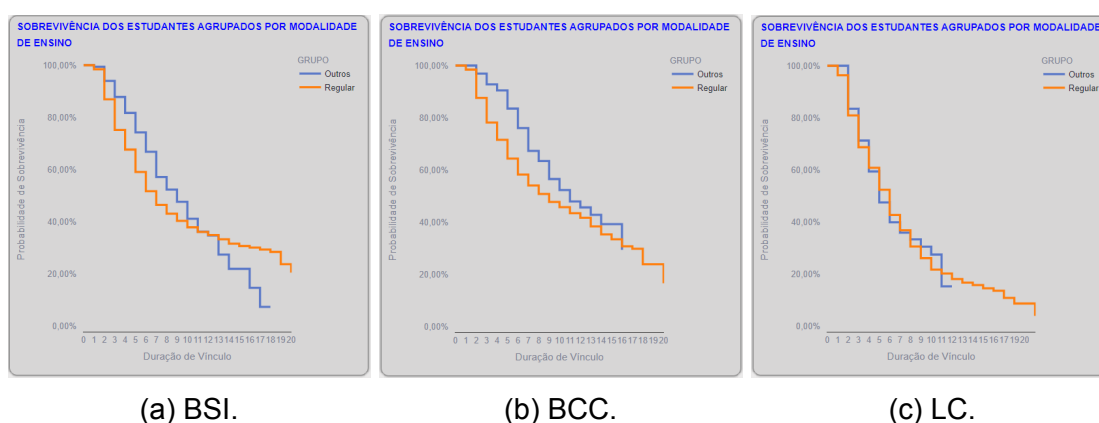 SOBREVIVÊNCIA DOS ESTUDANTES AGRUPADOS POR MODALIDADE
DE ENSINO
GRUPO
Outros
Regular
100,00%
80,00%
60,00%
40,00%
20,00%
0,00%
Probabilidade de Sobrevivência
0 1 2 3 4 5 6 7 8 9 10 11 12 13 14 15 16 17 18 19 20
Duração de Vínculo
(a) BSI.
SOBREVIVÊNCIA DOS ESTUDANTES AGRUPADOS POR MODALIDADE
DE ENSINO
GRUPO
Outros
Regular
100,00%
80,00%
60,00%
40,00%
20,00%
0,00%
Probabilidade de Sobrevivência
0 1 2 3 4 5 6 7 8 9 10 11 12 13 14 15 16 17 18 19 20
Duração de Vínculo
(b) BCC.
SOBREVIVÊNCIA DOS ESTUDANTES AGRUPADOS POR MODALIDADE
DE ENSINO
GRUPO
Outros
Regular
100,00%
80,00%
60,00%
40,00%
20,00%
0,00%
Probabilidade de Sobrevivência
0 1 2 3 4 5 6 7 8 9 10 11 12 13 14 15 16 17 18 19 20
Duração de Vínculo
(c) LC.